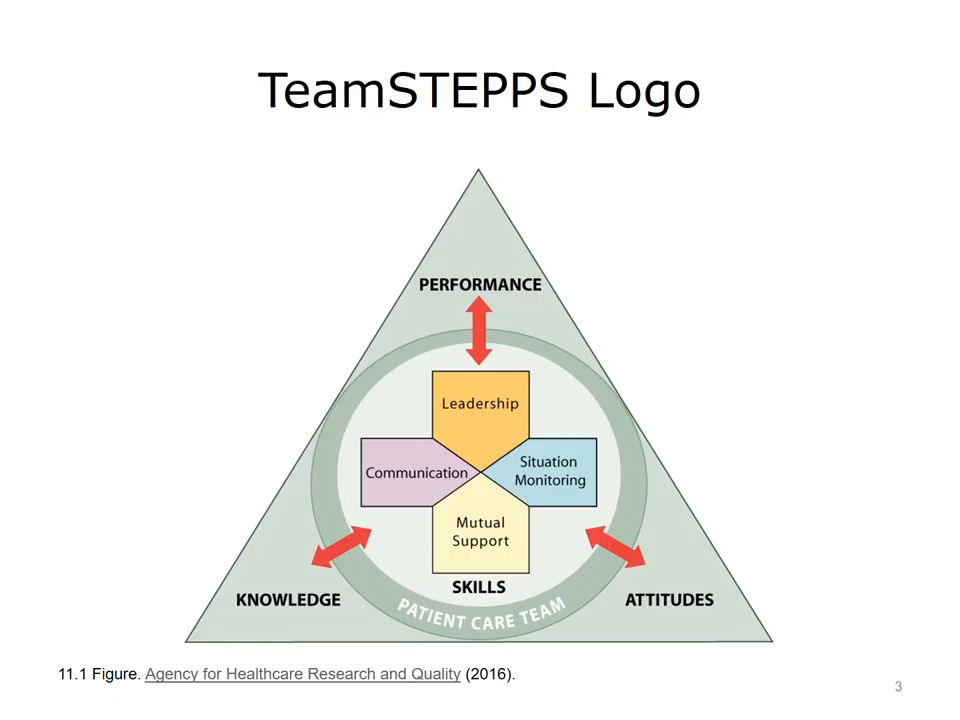 TeamSTEPPS Logo
PERFORMANCE
Leadership
Communication
Situation
Monitoring
Mutual
Support
SKILLS
KNOWLEDGE
ATTITUDES
PATIENT CARE TEAM
11.1 Figure. Agency for Healthcare Research and Quality (2016).
3